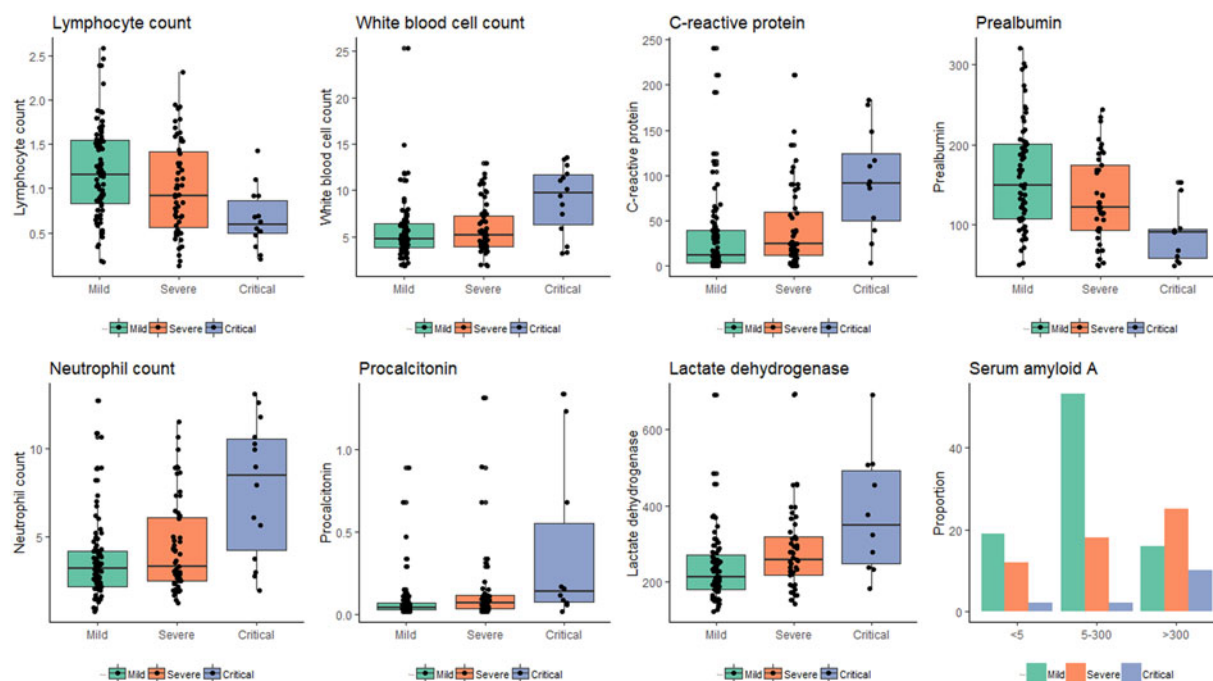 Lymphocyte count
Lymphocyte count
2.5
2.0
1.5
1.0
0.5
Mild Severe Critical
Mild Severe Critical
White blood cell count
White blood cell count
25
20
15
10
5
Mild Severe Critical
Mild Severe Critical
C-reactive protein
C-reactive protein
250
200
150
100
50
0
Mild Severe Critical
Mild Severe Critical
Prealbumin
Prealbumin
300
200
100
Mild Severe Critical
Mild Severe Critical
Neutrophil count
Neutrophil count
10
5
Mild Severe Critical
Mild Severe Critical
Procalcitonin
Procalcitonin
1.0
0.5
0.0
Mild Severe Critical
Mild Severe Critical
Lactate dehydrogenase
Lactate dehydrogenase
600
400
200
Mild Severe Critical
Mild Severe Critical
Serum amyloid A
Proportion
40
20
0
<5 5-300 >300
Mild Severe Critical